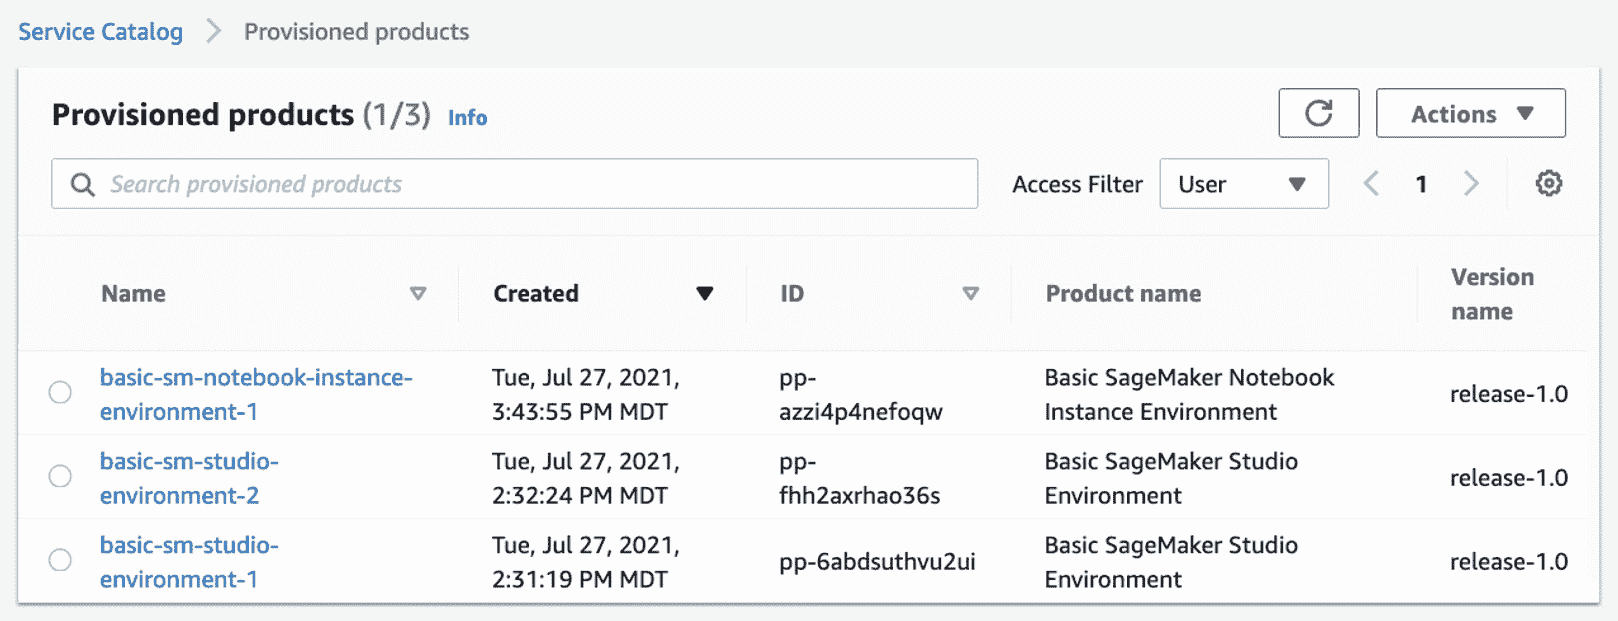 Service Catalog > Provisioned products
Provisioned products (1/3) Info
Actions
Search provisioned products
Access Filter User 1
Name Created ID Product name Version name
basic-sm-notebook-instance-
environment-1
Tue, Jul 27, 2021,
3:43:55 PM MDT
pp-
azzi4p4nefoqw
Basic SageMaker Notebook
Instance Environment
release-1.0
basic-sm-studio-
environment-2
Tue, Jul 27, 2021,
2:32:24 PM MDT
pp-
fhh2axrhao36s
Basic SageMaker Studio
Environment
release-1.0
basic-sm-studio-
environment-1
Tue, Jul 27, 2021,
2:31:19 PM MDT
pp-6abdsuthvu2ui
Basic SageMaker Studio
Environment
release-1.0